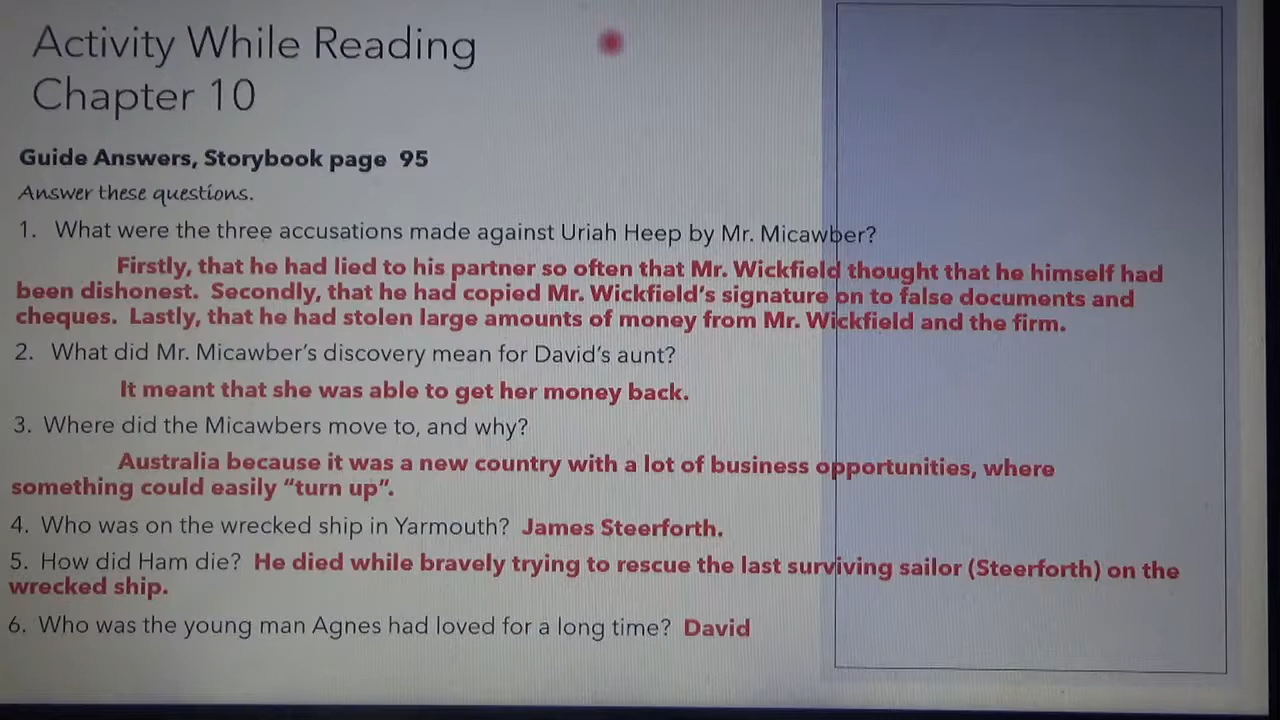 Activity While Reading
Chapter 10
Guide Answers, Storybook page 95
Answer these questions.
1. What were the three accusations made against Uriah Heep by Mr. Micawber?
Firstly, that he had lied to his partner so often that Mr. Wickfield thought that he himself had
been dishonest. Secondly, that he had copied Mr. Wickfield's signature on to false documents and
cheques. Lastly, that he had stolen large amounts of money from Mr. Wickfield and the firm.
2. What did Mr. Micawber's discovery mean for David's aunt?
It meant that she was able to get her money back.
3. Where did the Micawbers move to, and why?
Australia because it was a new country with a lot of business opportunities, where
something could easily “turn up”.
4. Who was on the wrecked ship in Yarmouth? James Steerforth.
5. How did Ham die? He died while bravely trying to rescue the last surviving sailor (Steerforth) on the
wrecked ship.
6. Who was the young man Agnes had loved for a long time? David